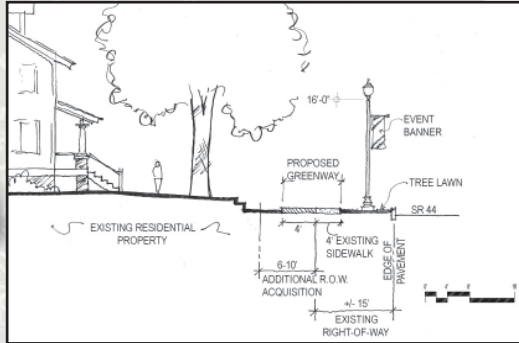 16'-0"
EVENT
BANNER
PROPOSED
GREENWAY
TREE LAWN
SR 44
EXISTING RESIDENTIAL
PROPERTY
4'
4' EXISTING
SIDEWALK
EDGE OF
PAVEMENT
6-10'
ADDITIONAL R.O.W.
ACQUISITION
+/- 15'
EXISTING
RIGHT-OF-WAY